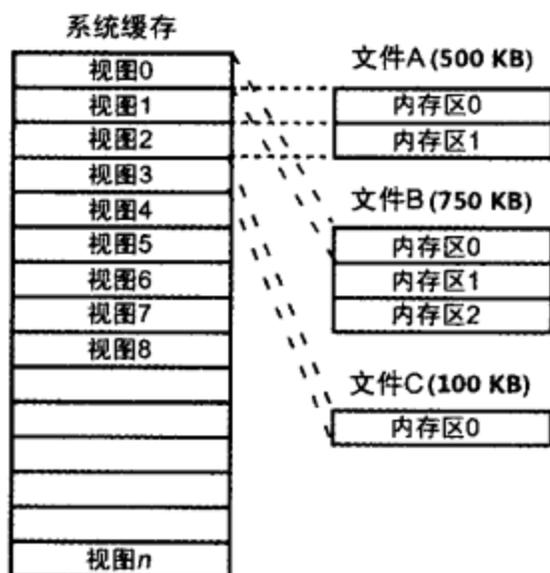 系统缓存
视图0
视图1
视图2
视图3
视图4
视图5
视图6
视图7
视图8
视图n
文件A (500 KB)
内存区0
内存区1
文件B (750 KB)
内存区0
内存区1
内存区2
文件C (100 KB)
内存区0